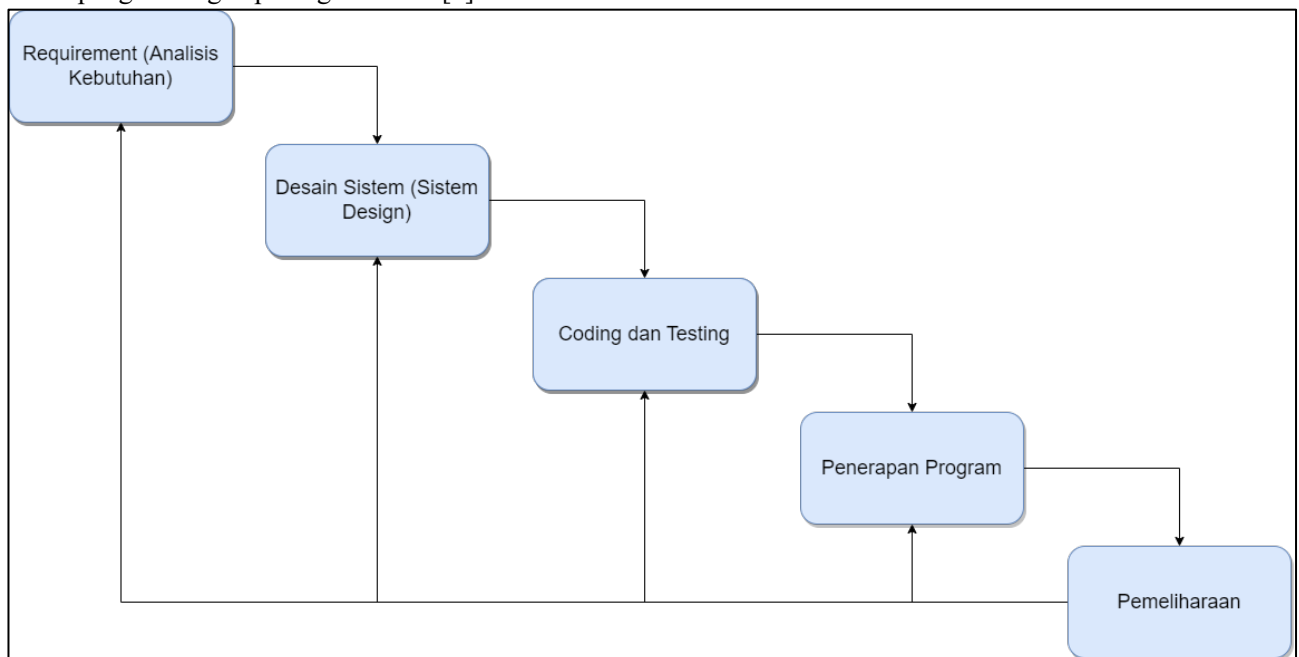 Requirement (Analisis
Kebutuhan)
Desain Sistem (Sistem
Design)
Coding dan Testing
Penerapan Program
Pemeliharaan